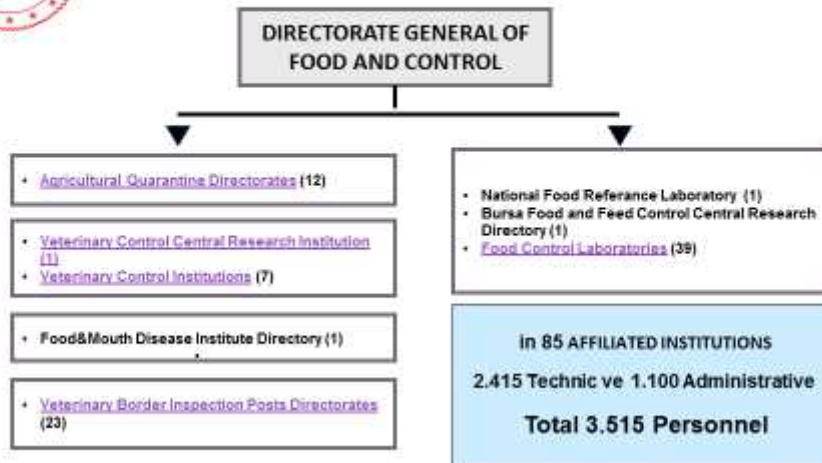 DIRECTORATE GENERAL OF
FOOD AND CONTROL
• Agricultural Quarantine Directorates (12)
• Veterinary Control Central Research Institution
(1)
• Veterinary Control Institutions (7)
• Food&Mouth Disease Institute Directory (1)
• Veterinary Border Inspection Posts Directorates
(23)
• National Food Referance Laboratory (1)
• Bursa Food and Feed Control Central Research
Directory (1)
• Food Control Laboratories (39)
in 85 AFFILIATED INSTITUTIONS
2.415 Technic ve 1.100 Administrative
Total 3.515 Personnel